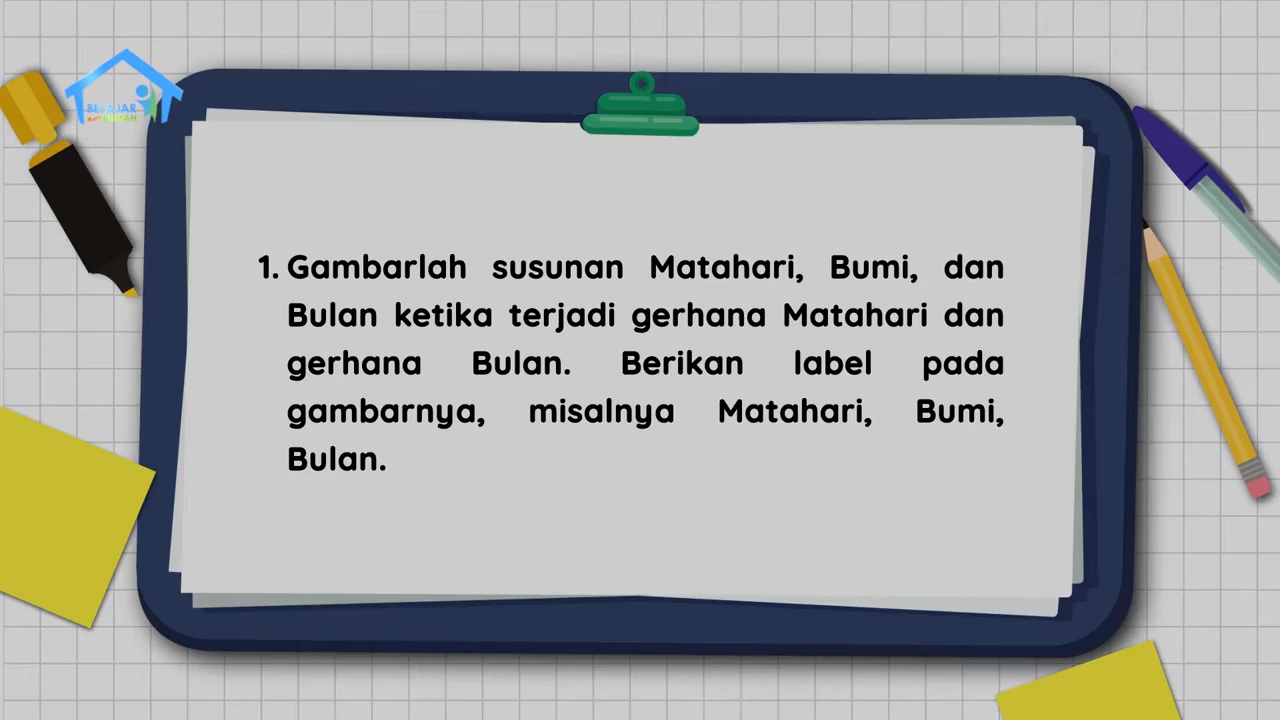 BELAJAR
1. Gambarlah susunan Matahari, Bumi, dan
Bulan ketika terjadi gerhana Matahari dan
gerhana Bulan. Berikan label pada
gambarnya, misalnya Matahari, Bumi,
Bulan.